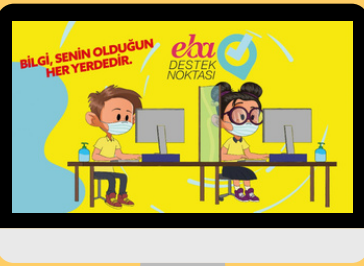 BİLGİ, SENİN OLDUĞUN
HER YERDEDİR.
eba
DESTEK
NOKTASI